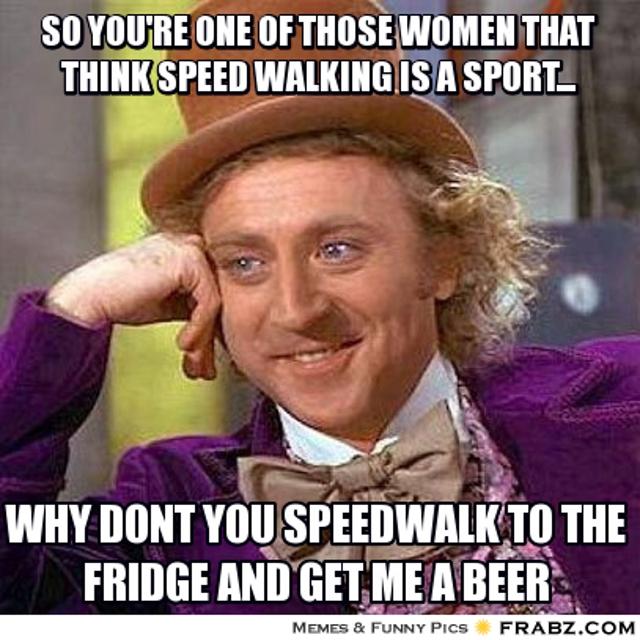 SO YOU'RE ONE OF THOSE WOMEN THAT
THINK SPEED WALKING IS A SPORT...
WHY DONT YOU SPEEDWALK TO THE
FRIDGE AND GET ME A BEER
MEMES & FUNNY PICS FRABZ.COM